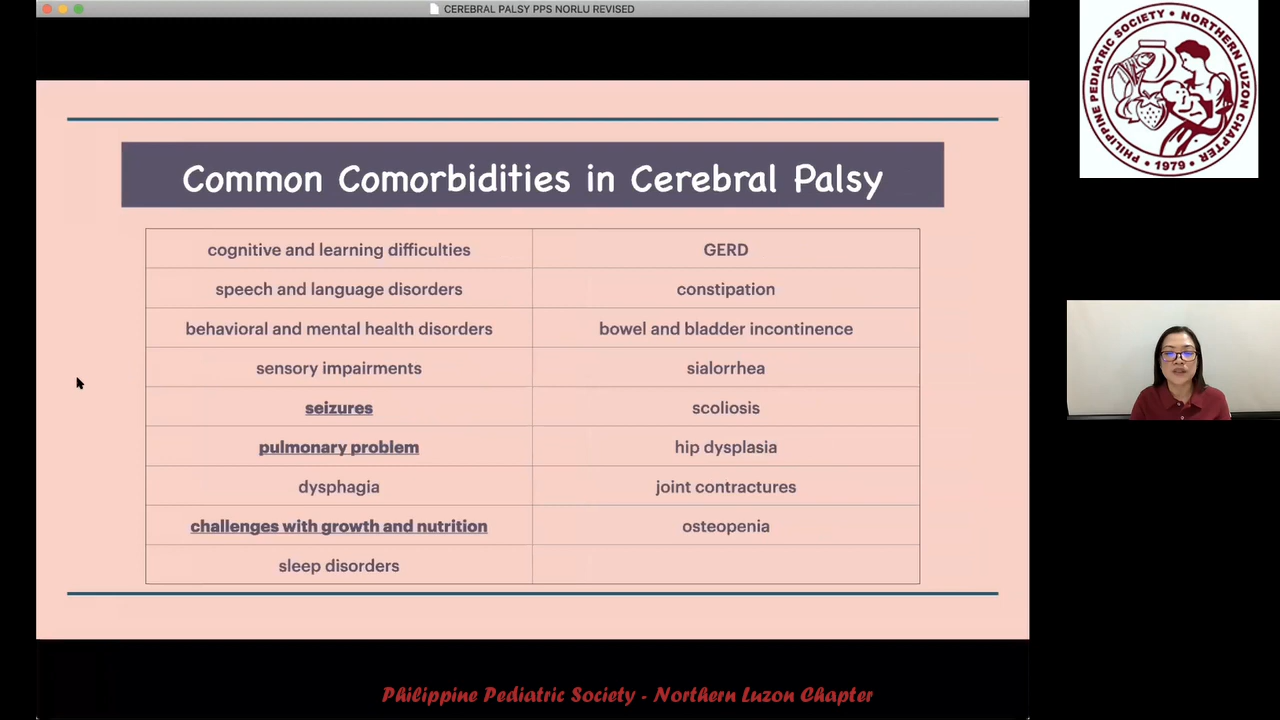 CEREBRAL PALSY PPS NORLU REVISED
PHILIPPINE PEDIATRIC SOCIETY • NORTHERN LUZON CHAPTER
• 1979 •
Common Comorbidities in Cerebral Palsy
cognitive and learning difficulties
GERD
speech and language disorders
constipation
behavioral and mental health disorders
bowel and bladder incontinence
sensory impairments
sialorrhea
seizures
scoliosis
pulmonary problem
hip dysplasia
dysphagia
joint contractures
challenges with growth and nutrition
osteopenia
sleep disorders
Philippine Pediatric Society - Northern Luzon Chapter